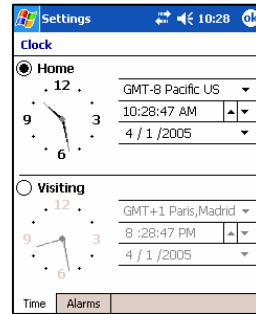 Settings 10:28 ok
Clock
Home
12
9 3
6
GMT-8 Pacific US
10:28:47 AM
4 / 1 /2005
Visiting
12
9 3
6
GMT+1 Paris,Madrid
8 :28:47 PM
4 / 1 /2005
Time Alarms